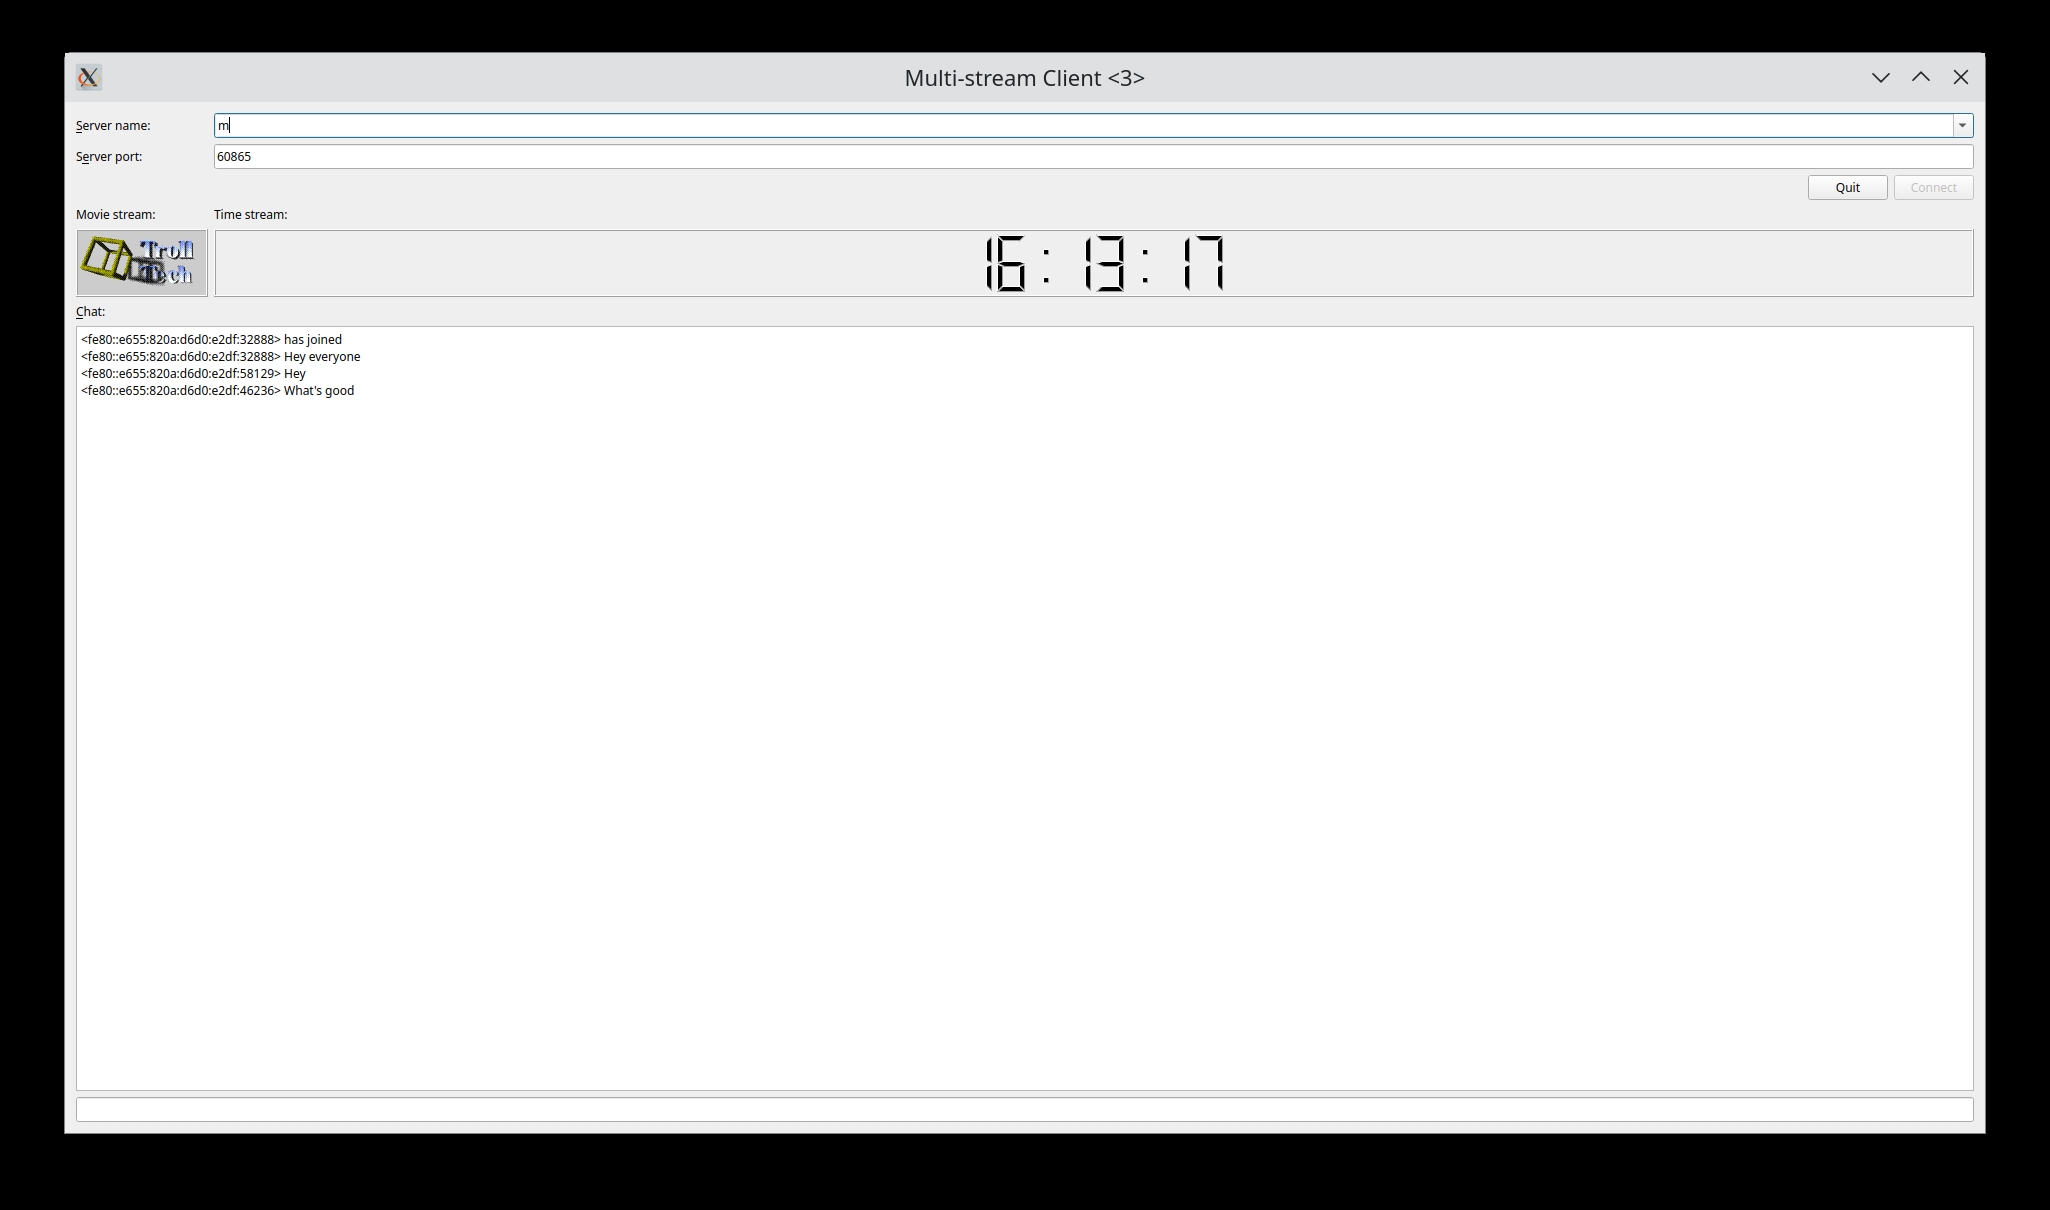 Multi-stream Client <3>
Server name: m
Server port: 60865
Quit Connect
Movie stream: Time stream:
Troll
Tech
16:13:17
Chat:
<fe80::e655:820a:d6d0:e2df:32888> has joined
<fe80::e655:820a:d6d0:e2df:32888> Hey everyone
<fe80::e655:820a:d6d0:e2df:58129> Hey
<fe80::e655:820a:d6d0:e2df:46236> What's good